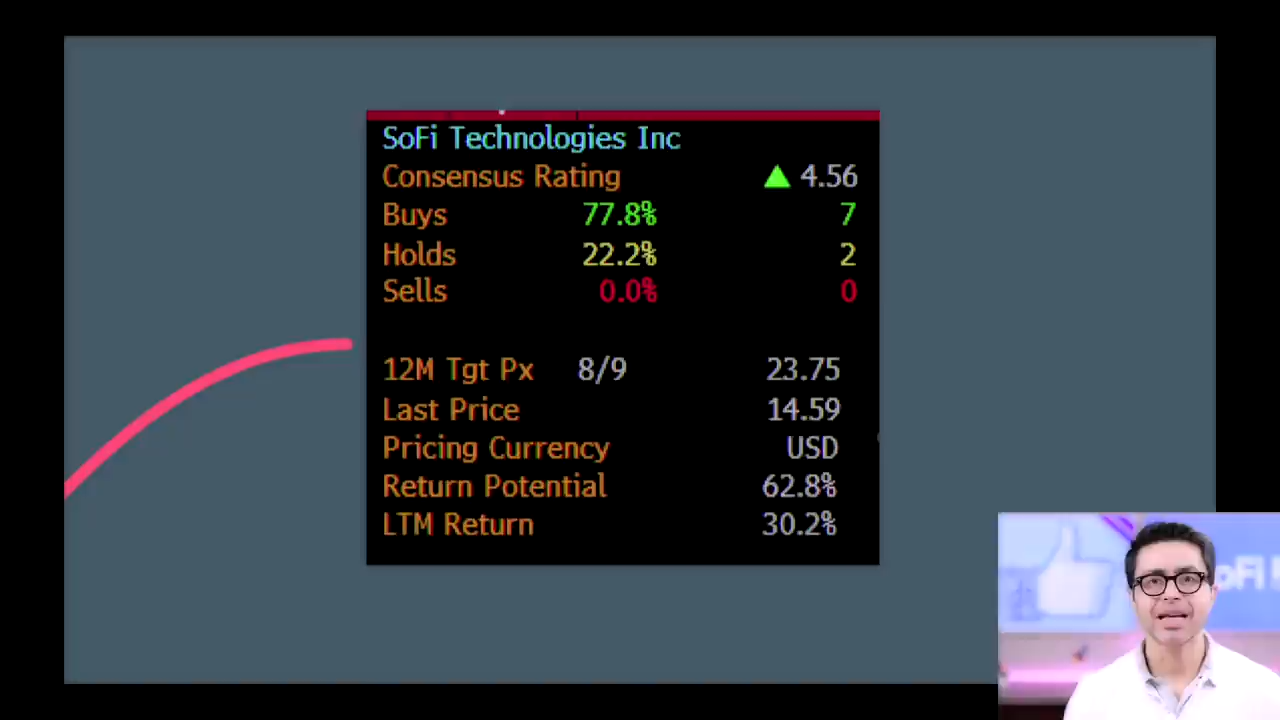 SoFi Technologies Inc
Consensus Rating ▲ 4.56
Buys 77.8% 7
Holds 22.2% 2
Sells 0.0% 0
12M Tgt Px 8/9 23.75
Last Price 14.59
Pricing Currency USD
Return Potential 62.8%
LTM Return 30.2%
oFi